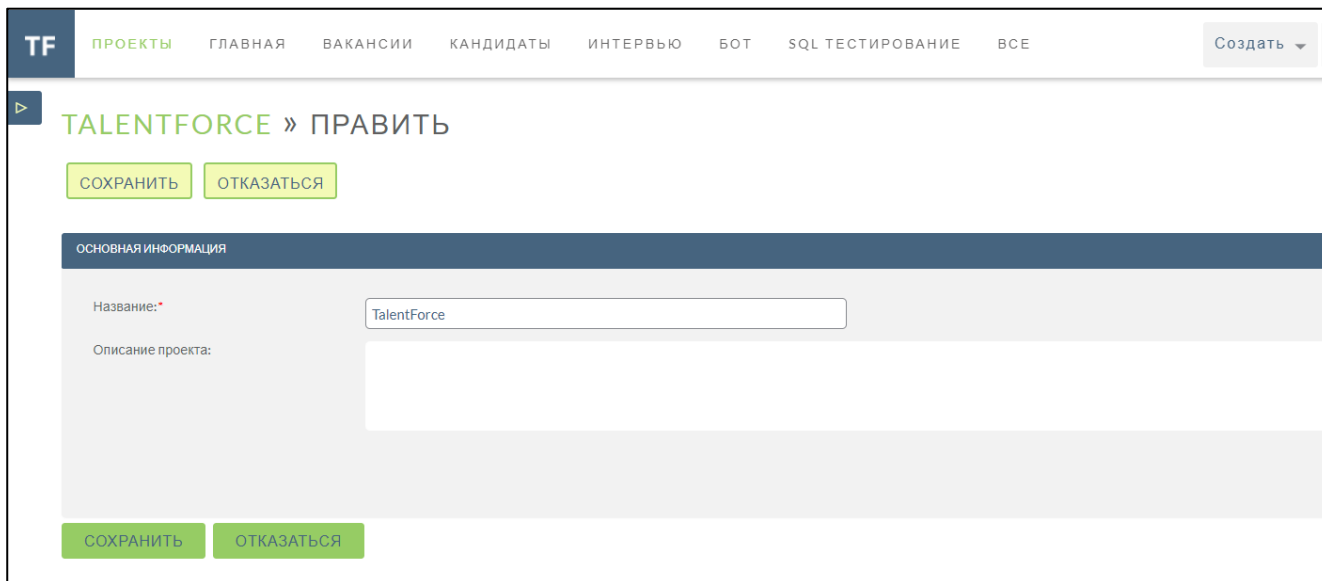 TF ПРОЕКТЫ ГЛАВНАЯ ВАКАНСИИ КАНДИДАТЫ ИНТЕРВЬЮ БОТ SQL ТЕСТИРОВАНИЕ ВСЕ Создать
TALENTFORCE » ПРАВИТЬ
СОХРАНИТЬ ОТКАЗАТЬСЯ
ОСНОВНАЯ ИНФОРМАЦИЯ
Название:* TalentForce
Описание проекта:
СОХРАНИТЬ ОТКАЗАТЬСЯ